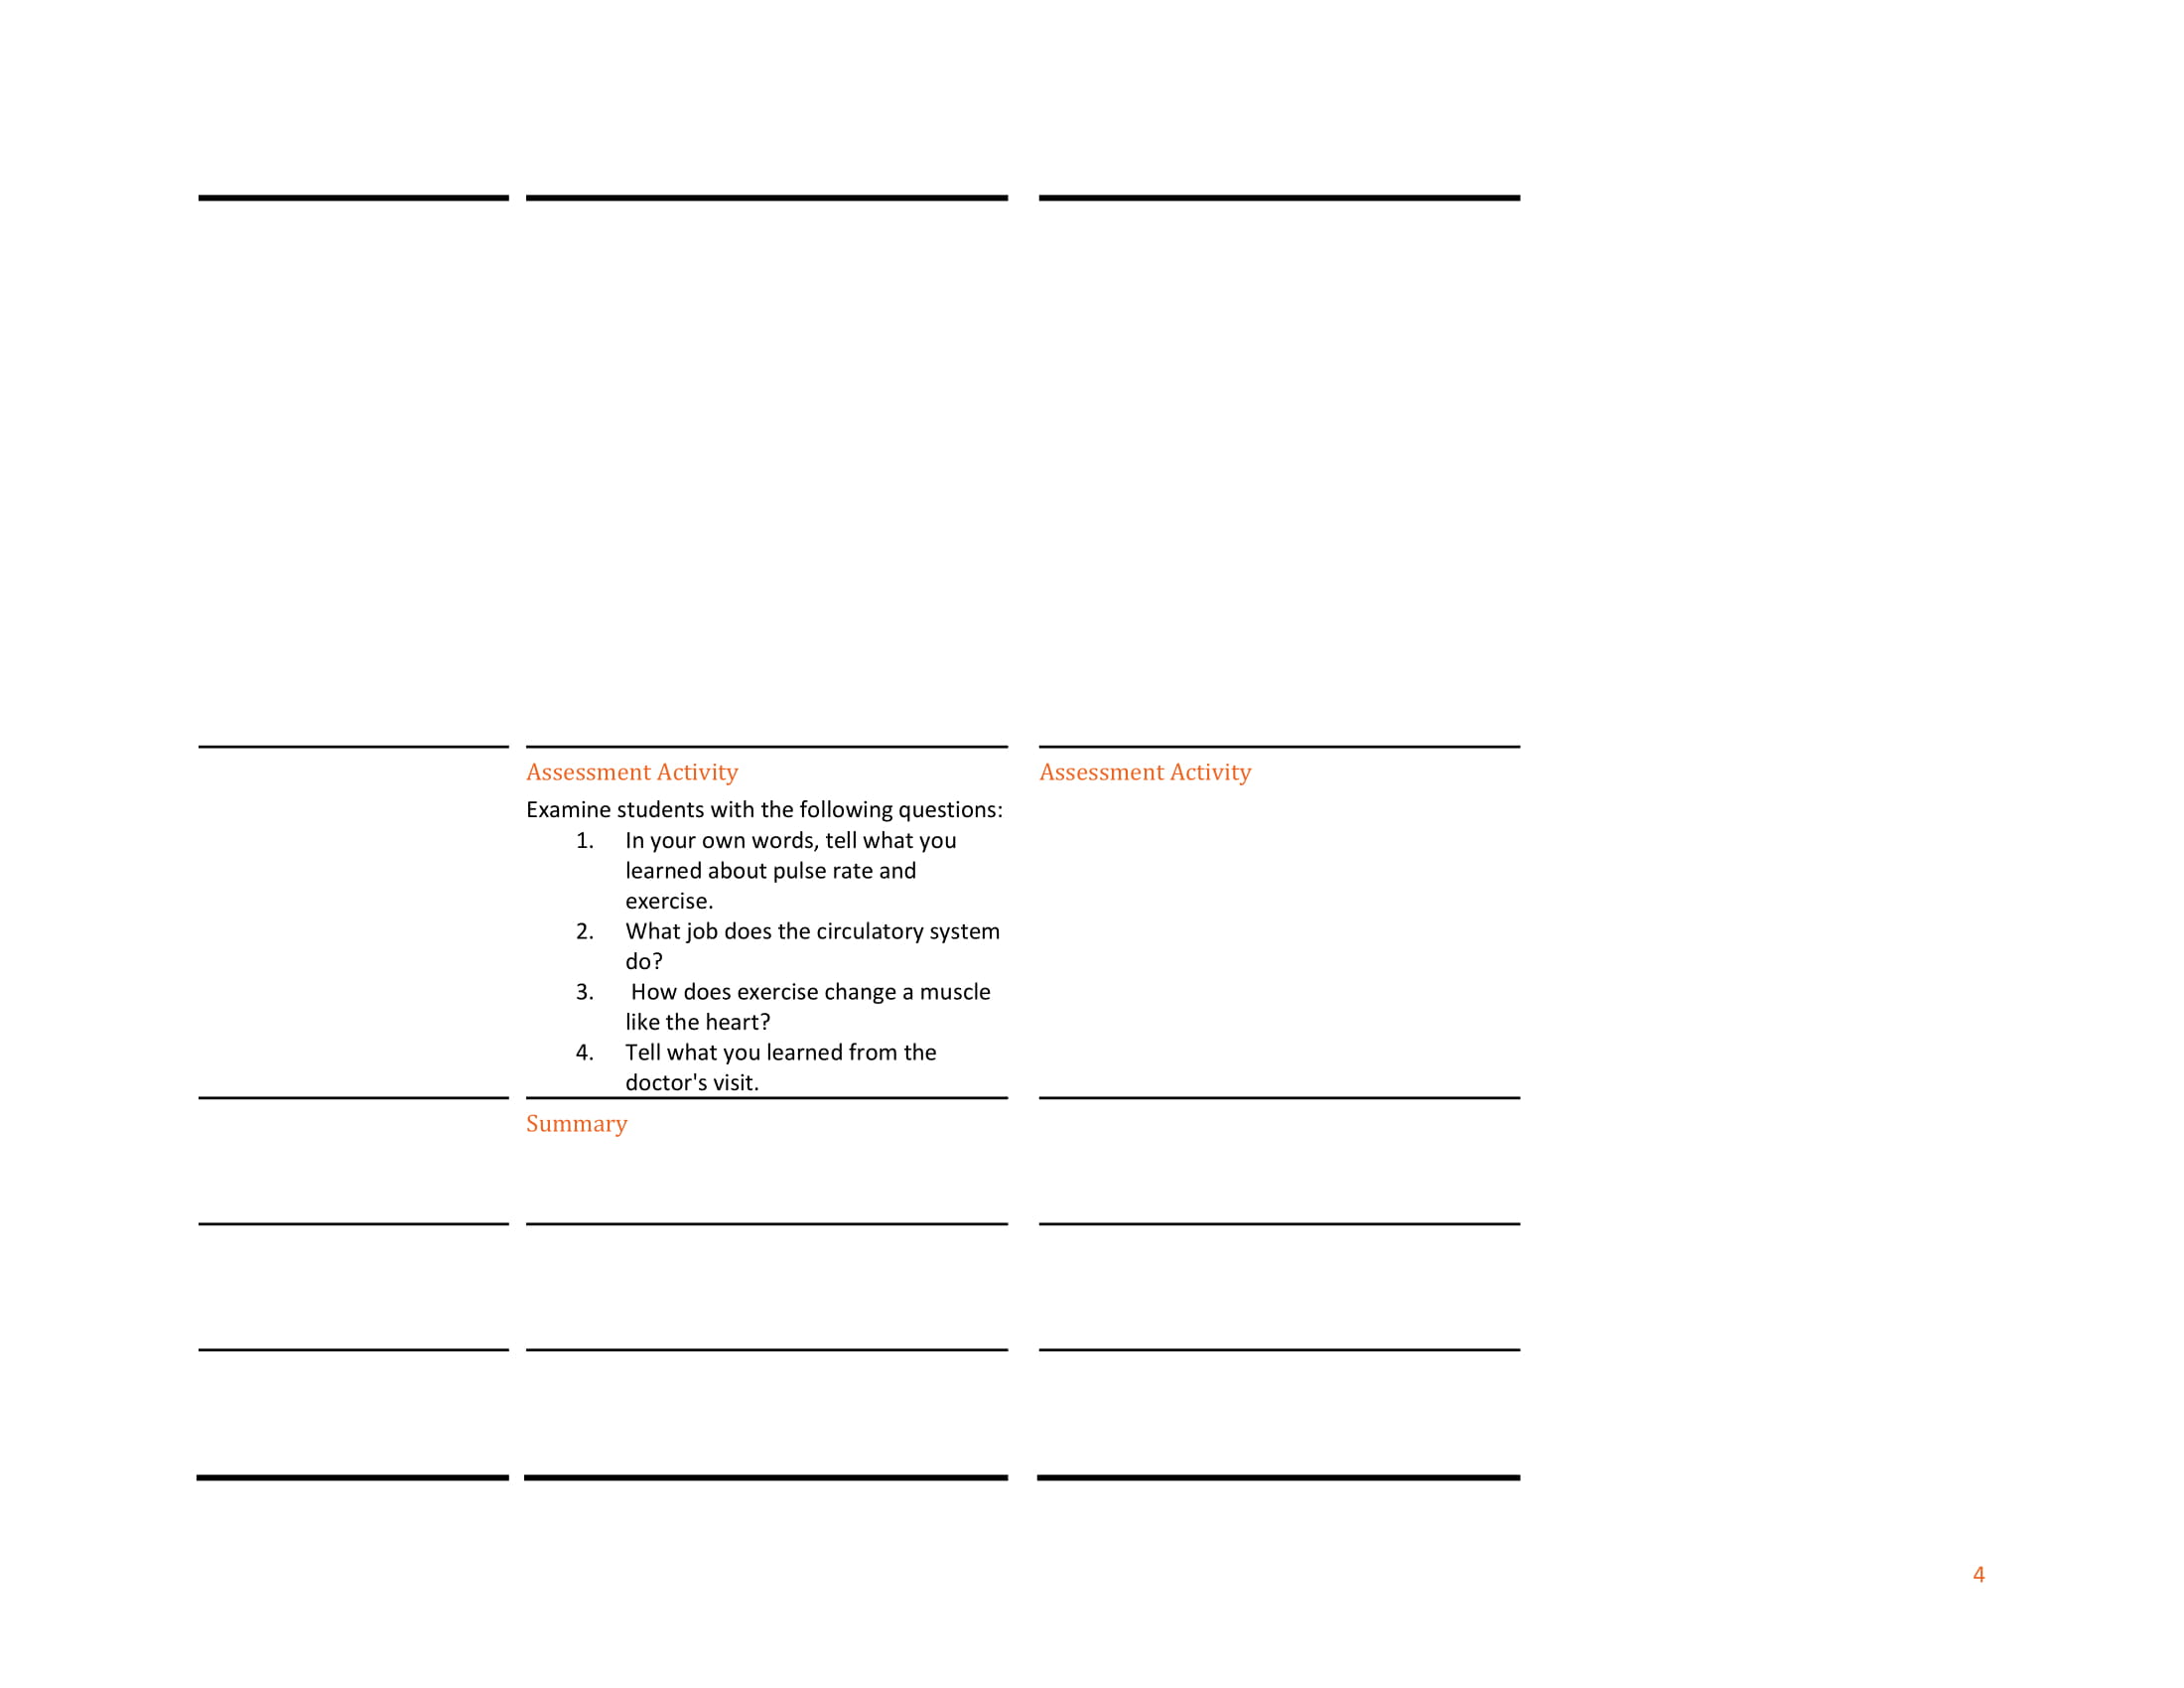 Assessment Activity
Assessment Activity
Examine students with the following questions:
1. In your own words, tell what you
learned about pulse rate and
exercise.
2. What job does the circulatory system
do?
3. How does exercise change a muscle
like the heart?
4. Tell what you learned from the
doctor's visit.
Summary
4